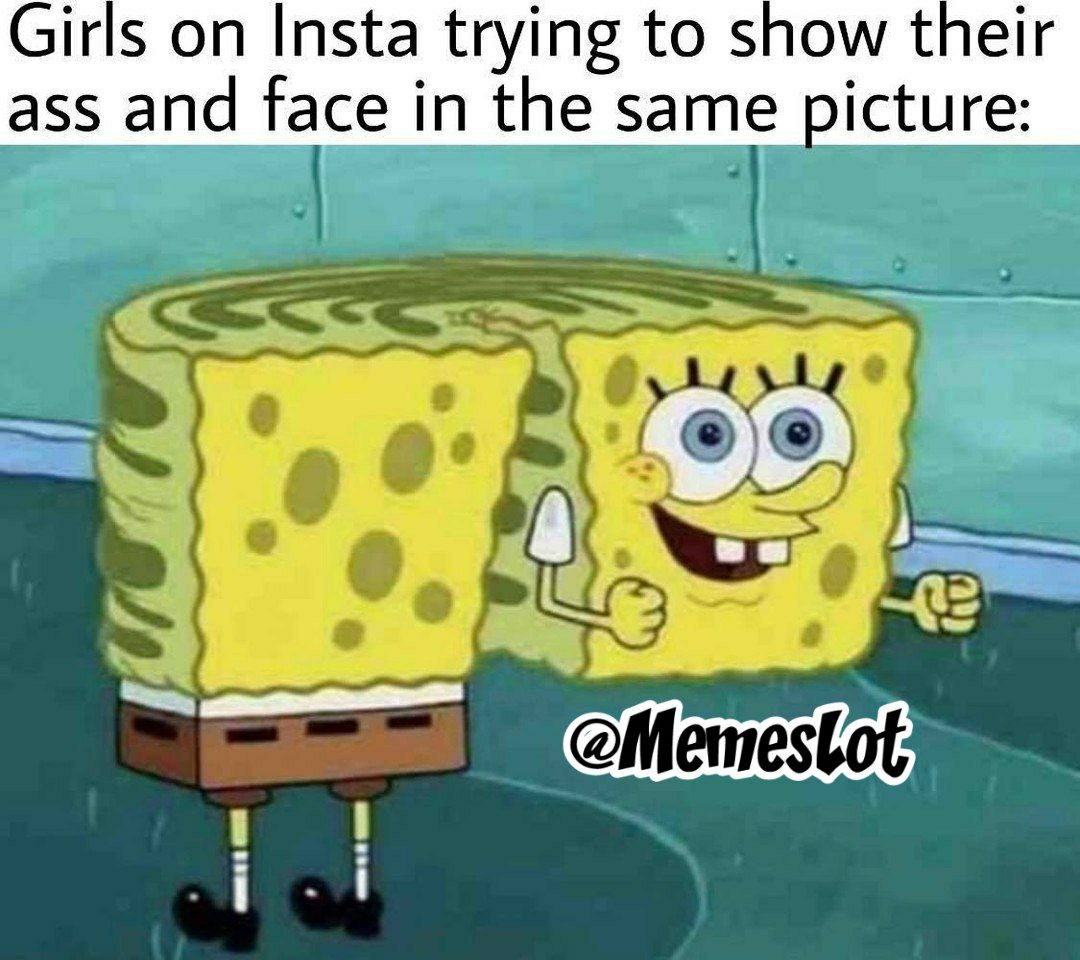 Girls on Insta trying to show their
ass and face in the same picture:
@MemesLot